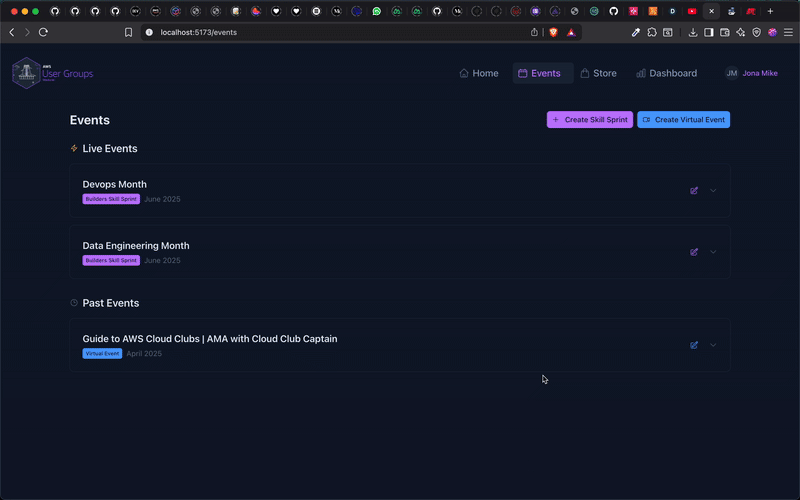 localhost:5173/events
aws
User Groups
Home
Events
Store
Dashboard
JM
Jona Mike
Events
+ Create Skill Sprint
Create Virtual Event
Live Events
Devops Month
Builders Skill Sprint
June 2025
Data Engineering Month
Builders Skill Sprint
June 2025
Past Events
Guide to AWS Cloud Clubs | AMA with Cloud Club Captain
Virtual Event
April 2025